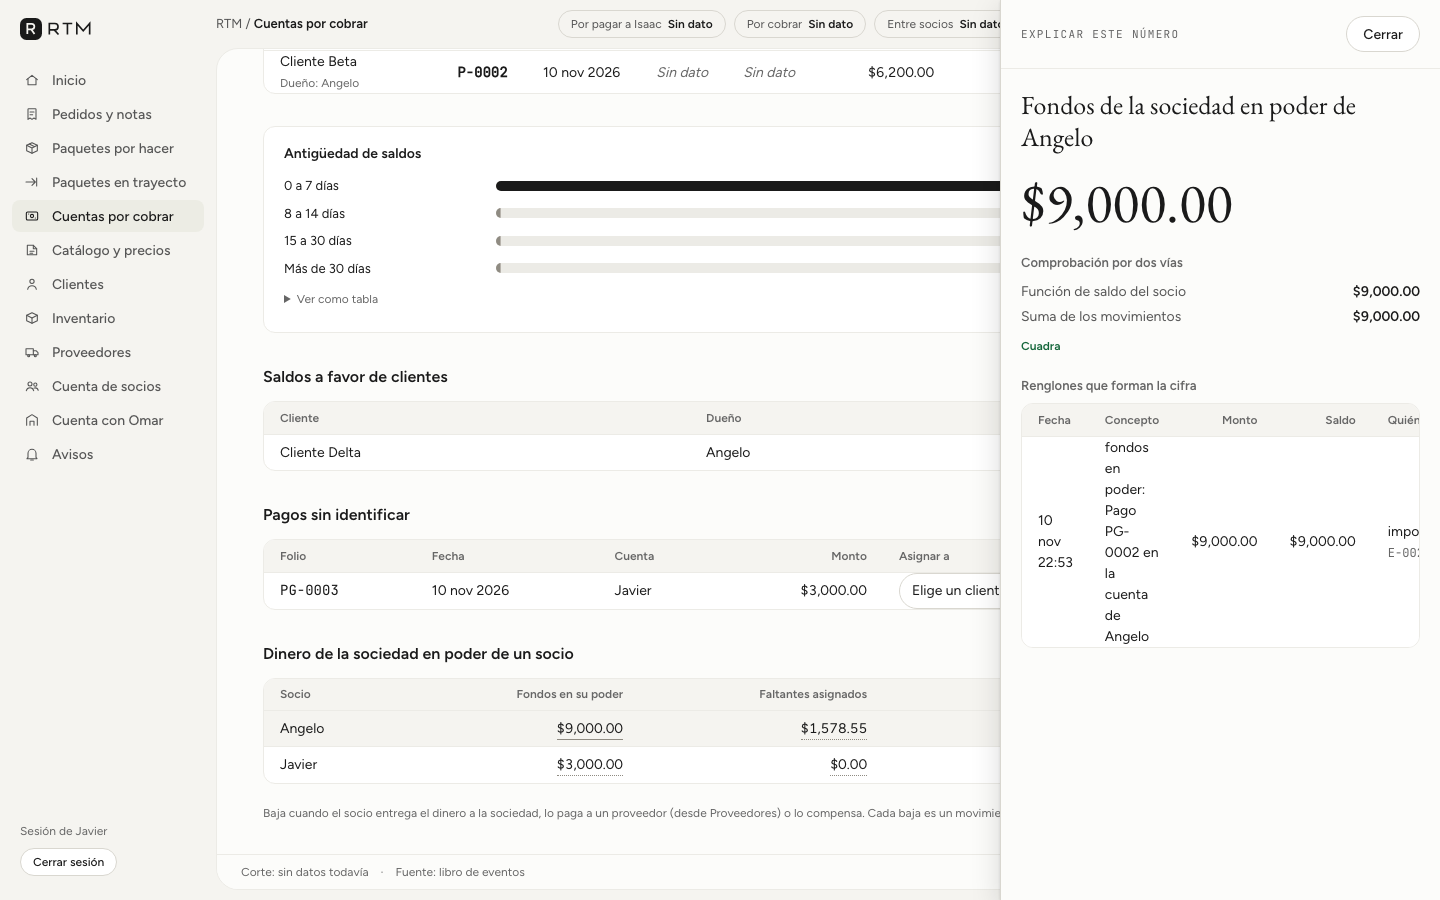 RTM
Inicio
Pedidos y notas
Paquetes por hacer
Paquetes en trayecto
Cuentas por cobrar
Catálogo y precios
Clientes
Inventario
Proveedores
Cuenta de socios
Cuenta con Omar
Avisos
Sesión de Javier
Cerrar sesión
RTM / Cuentas por cobrar
Por pagar a Isaac Sin dato
Por cobrar Sin dato
Entre socios Sin dato
Cliente Beta
Dueño: Angelo
P-0002 10 nov 2026 Sin dato Sin dato $6,200.00
Antigüedad de saldos
0 a 7 días
8 a 14 días
15 a 30 días
Más de 30 días
Ver como tabla
Saldos a favor de clientes
Cliente Dueño
Cliente Delta Angelo
Pagos sin identificar
Folio Fecha Cuenta Monto Asignar a
PG-0003 10 nov 2026 Javier $3,000.00 Elige un client
Dinero de la sociedad en poder de un socio
Socio Fondos en su poder Faltantes asignados
Angelo $9,000.00 $1,578.55
Javier $3,000.00 $0.00
Baja cuando el socio entrega el dinero a la sociedad, lo paga a un proveedor (desde Proveedores) o lo compensa. Cada baja es un movimie
Corte: sin datos todavía · Fuente: libro de eventos
EXPLICAR ESTE NÚMERO
Cerrar
Fondos de la sociedad en poder de
Angelo
$9,000.00
Comprobación por dos vías
Función de saldo del socio $9,000.00
Suma de los movimientos $9,000.00
Cuadra
Renglones que forman la cifra
Fecha Concepto Monto Saldo Quién
10
nov
22:53
fondos
en
poder:
Pago
PG-
0002 en
la
cuenta
de
Angelo
$9,000.00 $9,000.00
impo
E-002